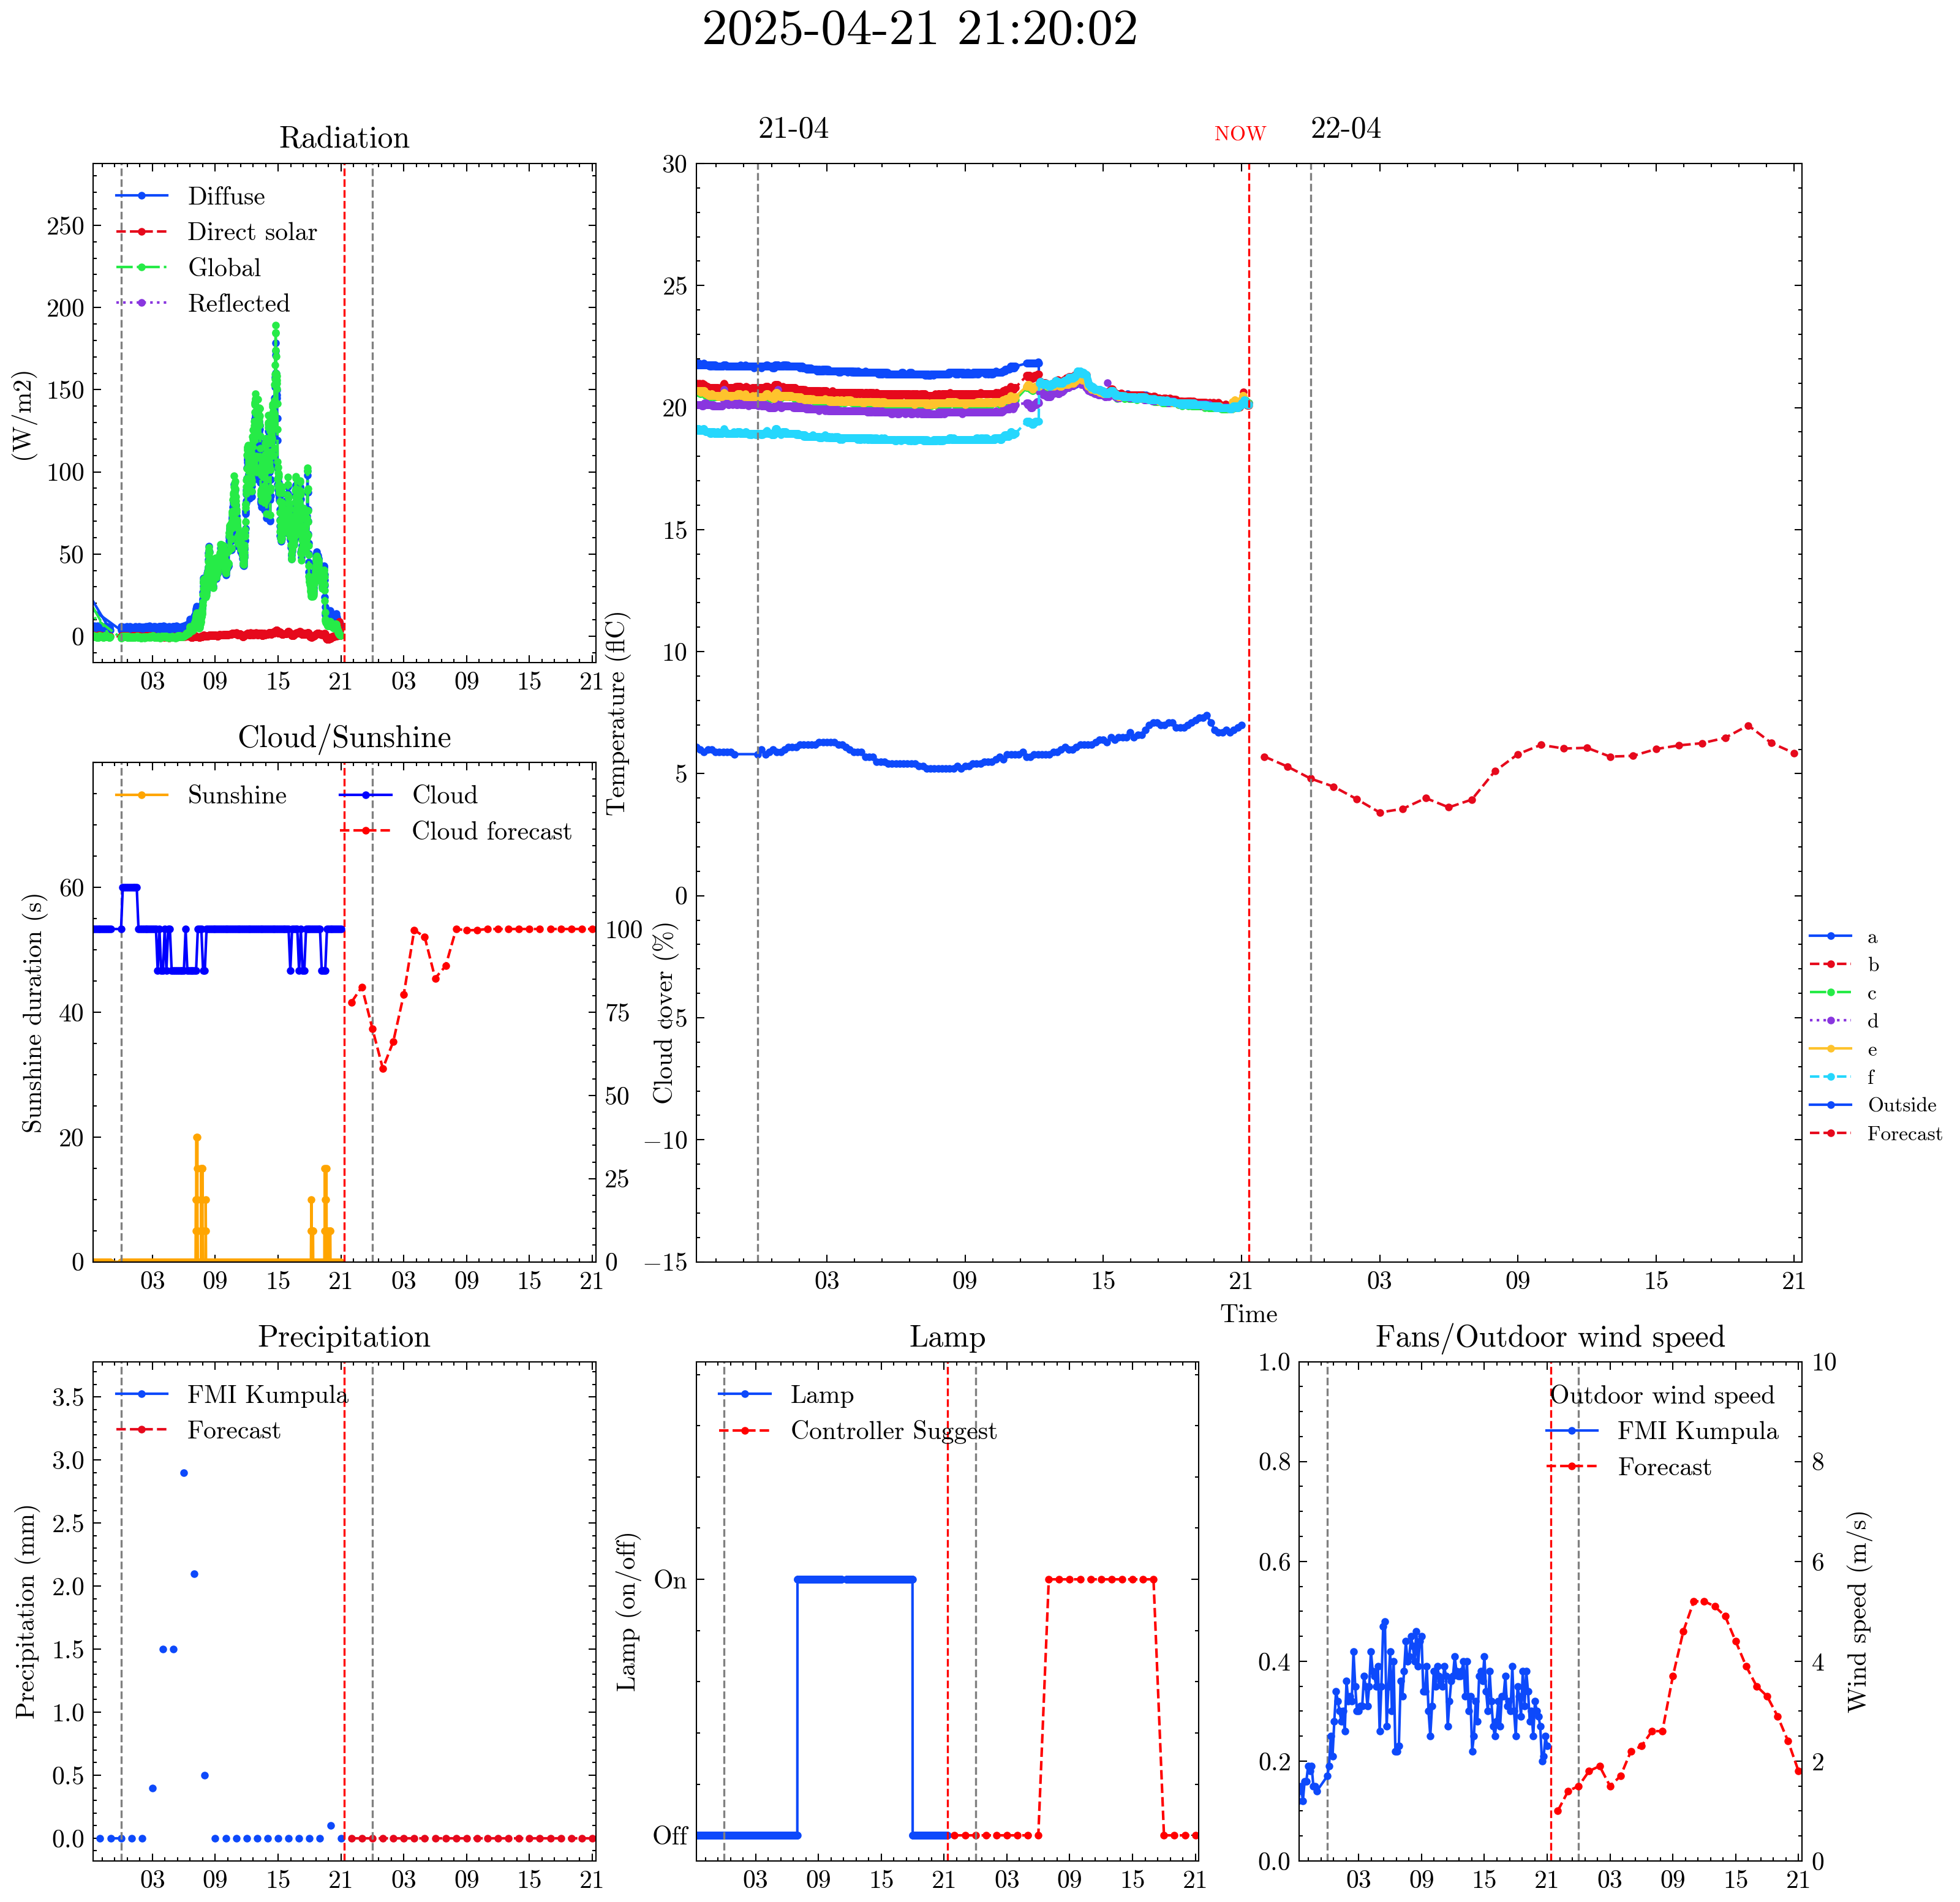 2025-04-21 21:20:02
Radiation
(W/m2)
250
200
150
100
50
0
Diffuse
Direct solar
Global
Reflected
03 09 15 21 03 09 15 21
21-04
NOW
22-04
Temperature (flC)
30
25
20
15
10
5
0
−5
−10
−15
03 09 15 21 03 09 15 21
Time
a
b
c
d
e
f
Outside
Forecast
Cloud/Sunshine
Sunshine duration (s)
60
40
20
0
Sunshine
Cloud
Cloud forecast
100
75
50
25
0
Cloud cover (%)
03 09 15 21 03 09 15 21
Precipitation
Precipitation (mm)
3.5
3.0
2.5
2.0
1.5
1.0
0.5
0.0
FMI Kumpula
Forecast
03 09 15 21 03 09 15 21
Lamp
Lamp (on/off)
On
Off
Lamp
Controller Suggest
03 09 15 21 03 09 15 21
Fans/Outdoor wind speed
1.0
0.8
0.6
0.4
0.2
0.0
Outdoor wind speed
FMI Kumpula
Forecast
10
8
6
4
2
0
Wind speed (m/s)
03 09 15 21 03 09 15 21